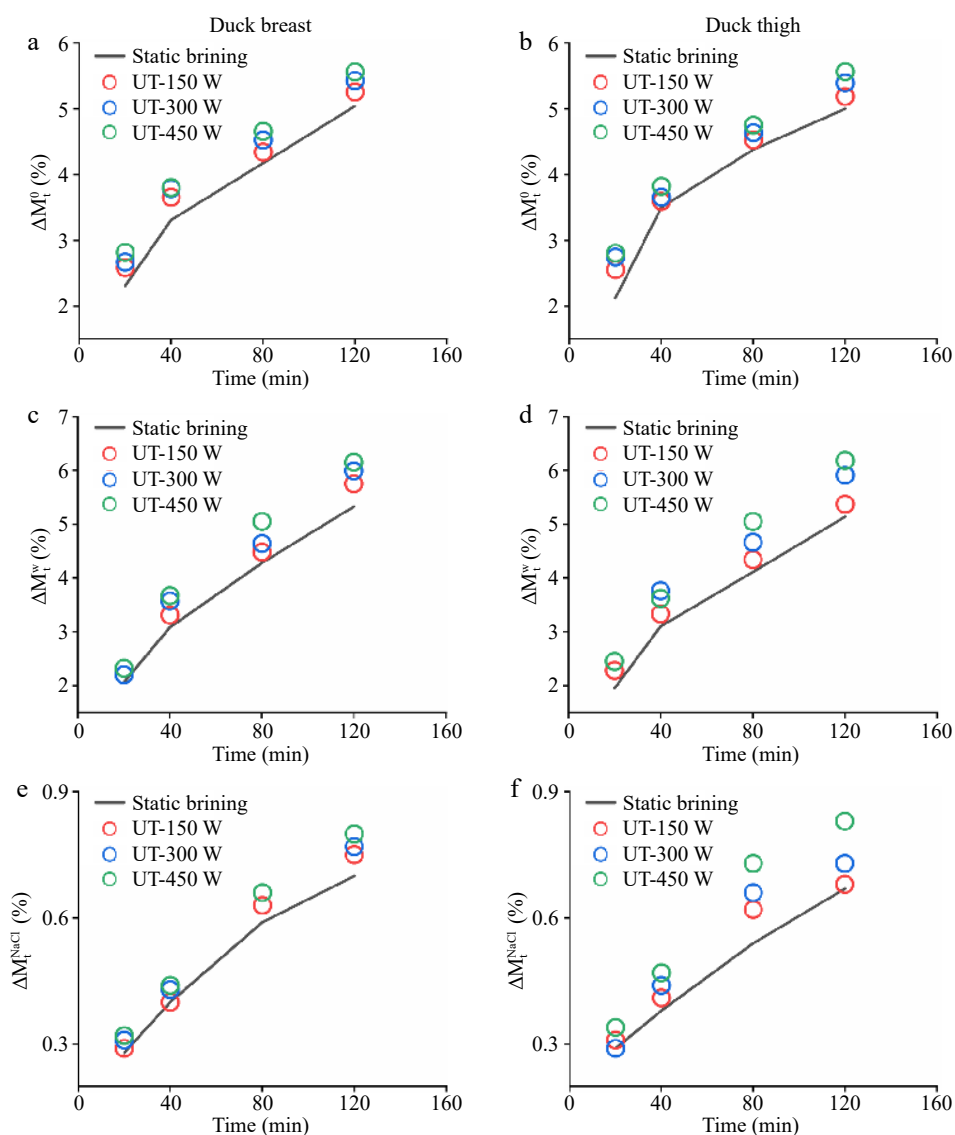 Duck breast
Duck thigh
a
Static brining
UT-150 W
UT-300 W
UT-450 W
6
5
4
3
2
ΔM⁰ₜ (%)
0 40 80 120 160
Time (min)
b
Static brining
UT-150 W
UT-300 W
UT-450 W
6
5
4
3
2
ΔM⁰ₜ (%)
0 40 80 120 160
Time (min)
c
Static brining
UT-150 W
UT-300 W
UT-450 W
7
6
5
4
3
2
ΔMʷₜ (%)
0 40 80 120 160
Time (min)
d
Static brining
UT-150 W
UT-300 W
UT-450 W
7
6
5
4
3
2
ΔMʷₜ (%)
0 40 80 120 160
Time (min)
e
Static brining
UT-150 W
UT-300 W
UT-450 W
0.9
0.6
0.3
ΔMₜNaCl (%)
0 40 80 120 160
Time (min)
f
Static brining
UT-150 W
UT-300 W
UT-450 W
0.9
0.6
0.3
ΔMₜNaCl (%)
0 40 80 120 160
Time (min)